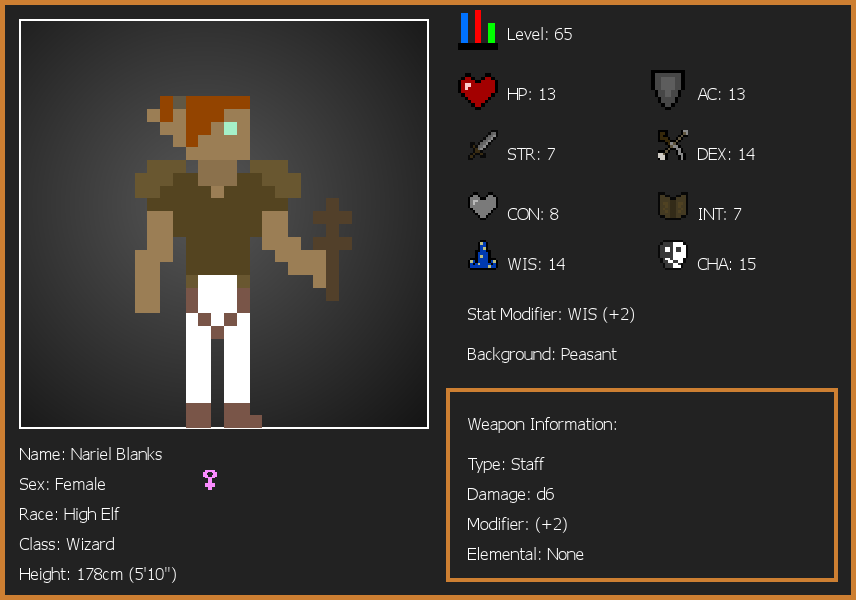 Level: 65
HP: 13
AC: 13
STR: 7
DEX: 14
CON: 8
INT: 7
WIS: 14
CHA: 15
Stat Modifier: WIS (+2)
Background: Peasant
Weapon Information:
Type: Staff
Damage: d6
Modifier: (+2)
Elemental: None
Name: Nariel Blanks
Sex: Female
Race: High Elf
Class: Wizard
Height: 178cm (5'10")